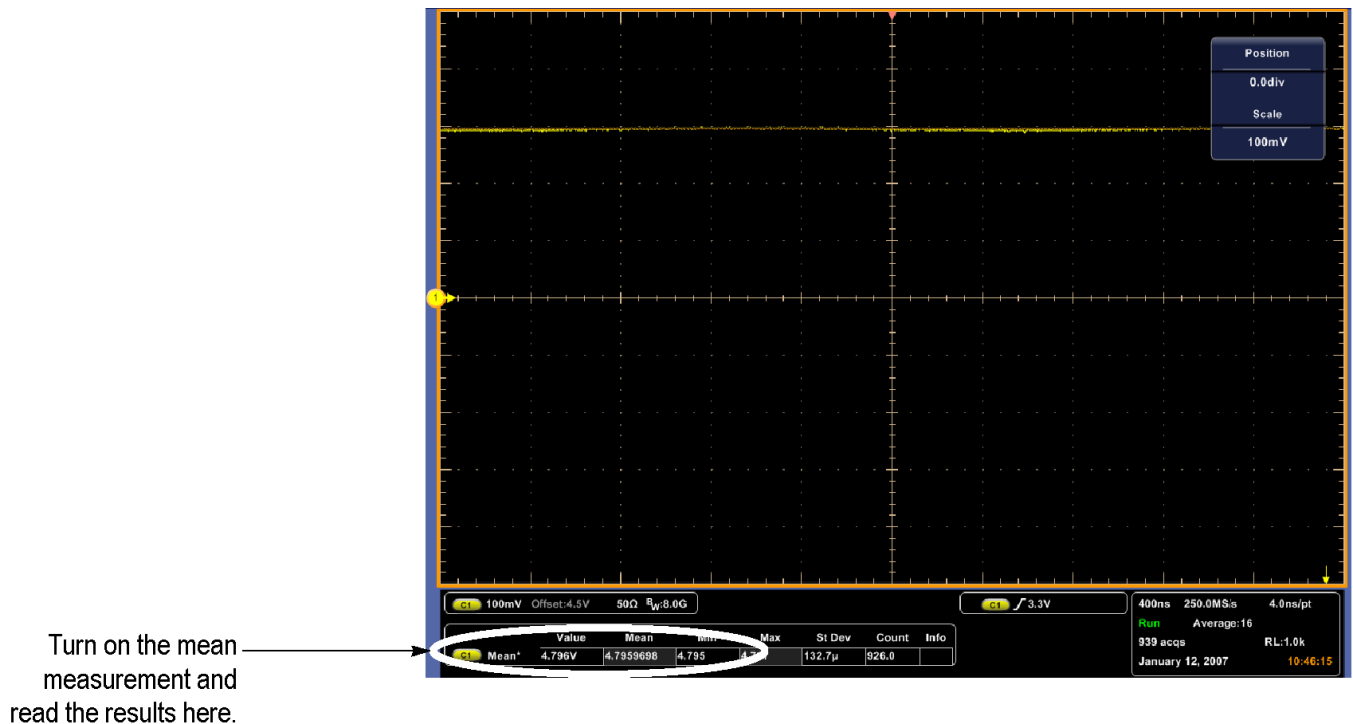 Position
0.0div
Scale
100mV
1
C1 100mV Offset:4.5V 50Ω BW:8.0G
C1 3.3V
400ns 250.0MS/s 4.0ns/pt
Run Average:16
939 acqs RL:1.0k
January 12, 2007 10:46:15
Value Mean Min Max St Dev Count Info
C1 Mean* 4.796V 4.7959698 4.795 132.7µ 926.0
Turn on the mean
measurement and
read the results here.